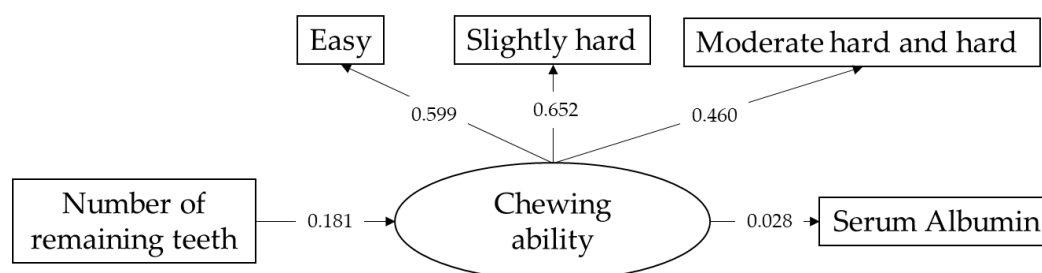 Easy
Slightly hard
Moderate hard and hard
0.599
0.652
0.460
Number of
remaining teeth
0.181
Chewing
ability
0.028
Serum Albumin